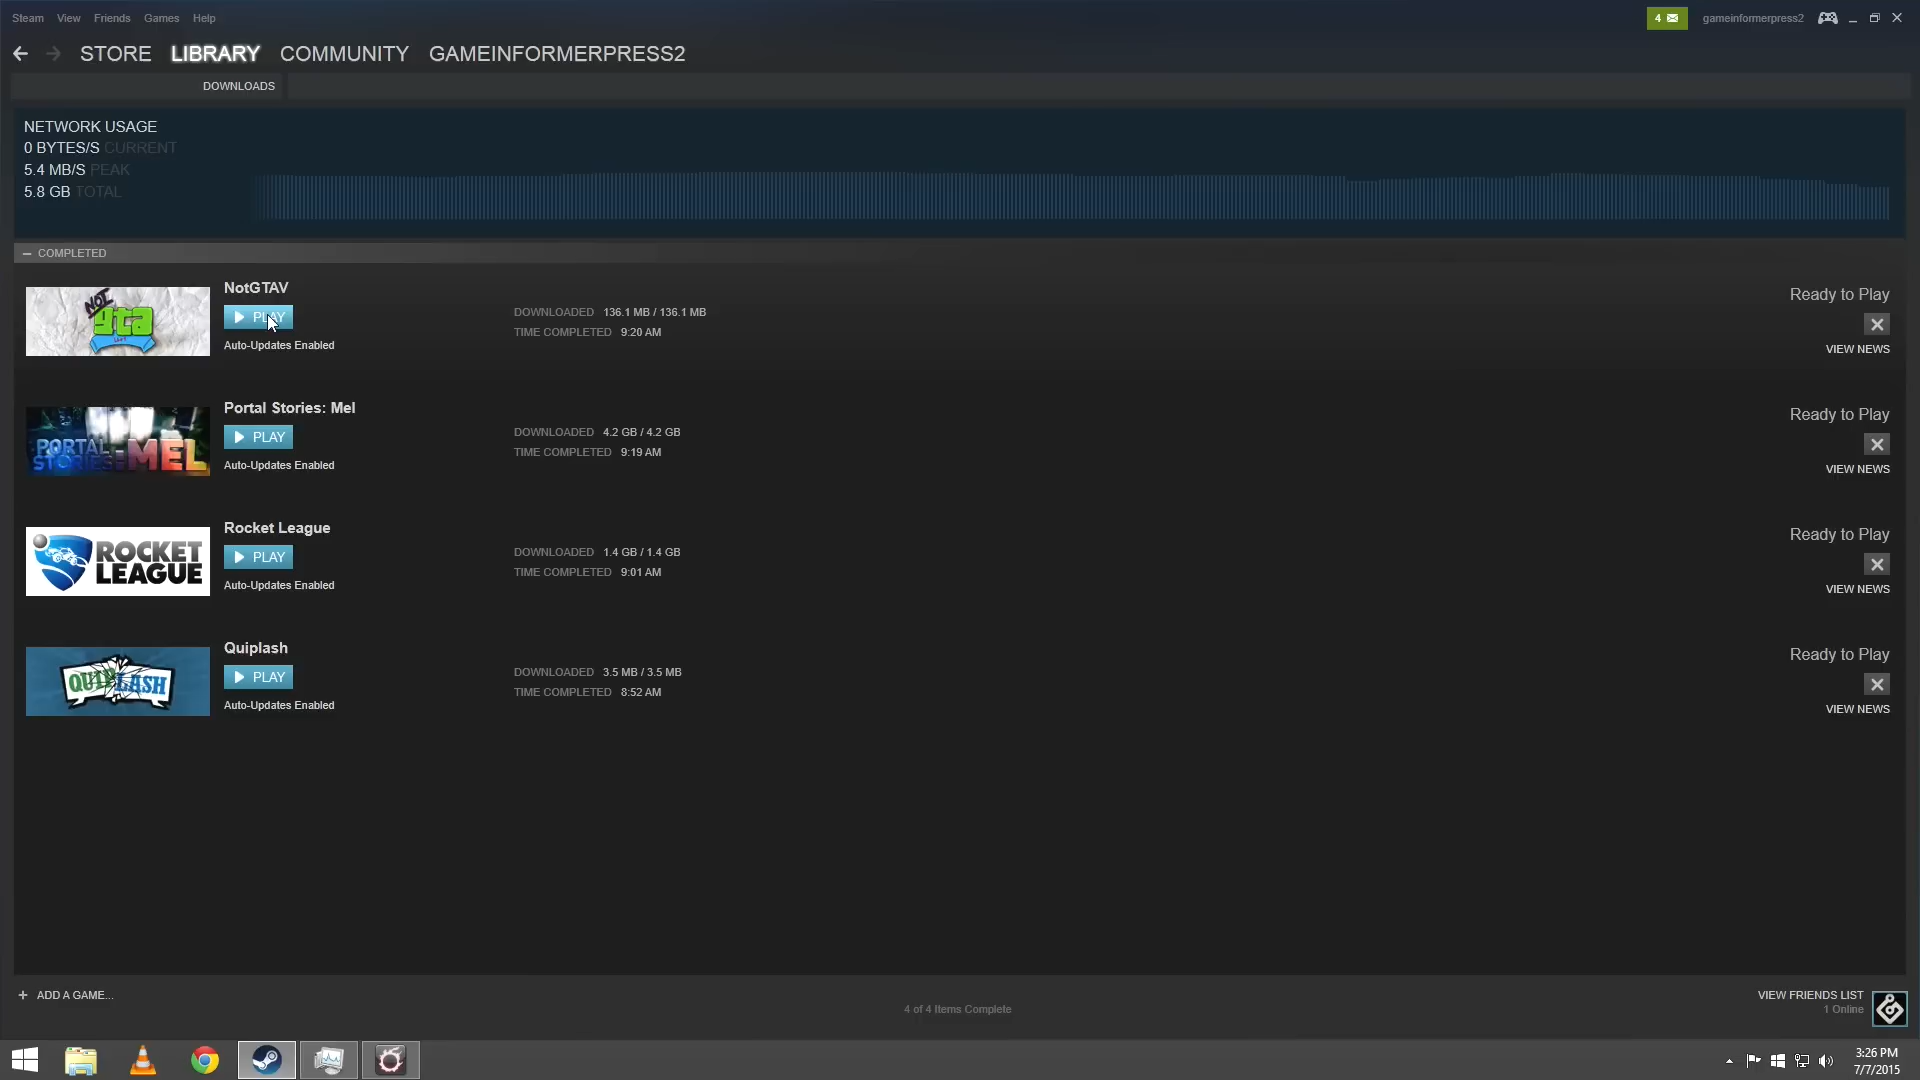 Steam View Friends Games Help
4 gameinformerpress2
STORE LIBRARY COMMUNITY GAMEINFORMERPRESS2
DOWNLOADS
NETWORK USAGE
0 BYTES/S CURRENT
5.4 MB/S PEAK
5.8 GB TOTAL
COMPLETED
NOT gta
NotGTAV
PLAY
Auto-Updates Enabled
DOWNLOADED 136.1 MB / 136.1 MB
TIME COMPLETED 9:20 AM
Ready to Play
VIEW NEWS
PORTAL STORIES: MEL
Portal Stories: Mel
PLAY
Auto-Updates Enabled
DOWNLOADED 4.2 GB / 4.2 GB
TIME COMPLETED 9:19 AM
Ready to Play
VIEW NEWS
ROCKET
LEAGUE
Rocket League
PLAY
Auto-Updates Enabled
DOWNLOADED 1.4 GB / 1.4 GB
TIME COMPLETED 9:01 AM
Ready to Play
VIEW NEWS
QUIPLASH
Quiplash
PLAY
Auto-Updates Enabled
DOWNLOADED 3.5 MB / 3.5 MB
TIME COMPLETED 8:52 AM
Ready to Play
VIEW NEWS
+ ADD A GAME...
4 of 4 Items Complete
VIEW FRIENDS LIST
1 Online
3:26 PM
7/7/2015